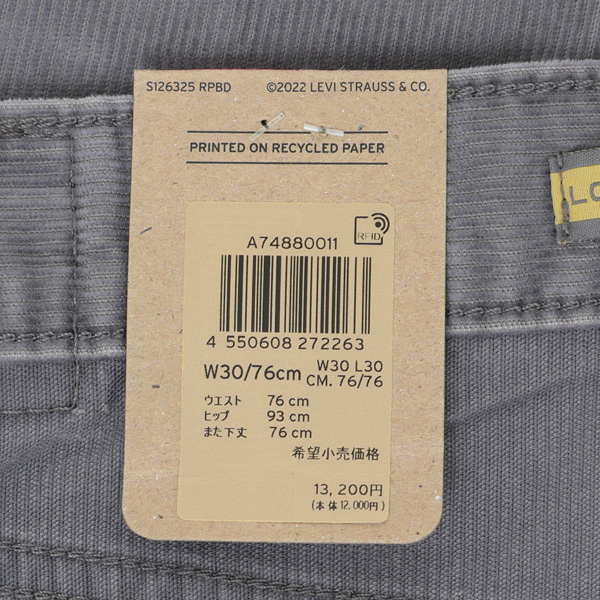 S126325 RPBD ©2022 LEVI STRAUSS & CO.
PRINTED ON RECYCLED PAPER
RFID
A74880011
4 550608 272263
W30/76cm W30 L30
CM. 76/76
ウエスト 76 cm
ヒップ 93 cm
また下丈 76 cm
希望小売価格
13,200円
(本体12,000円)